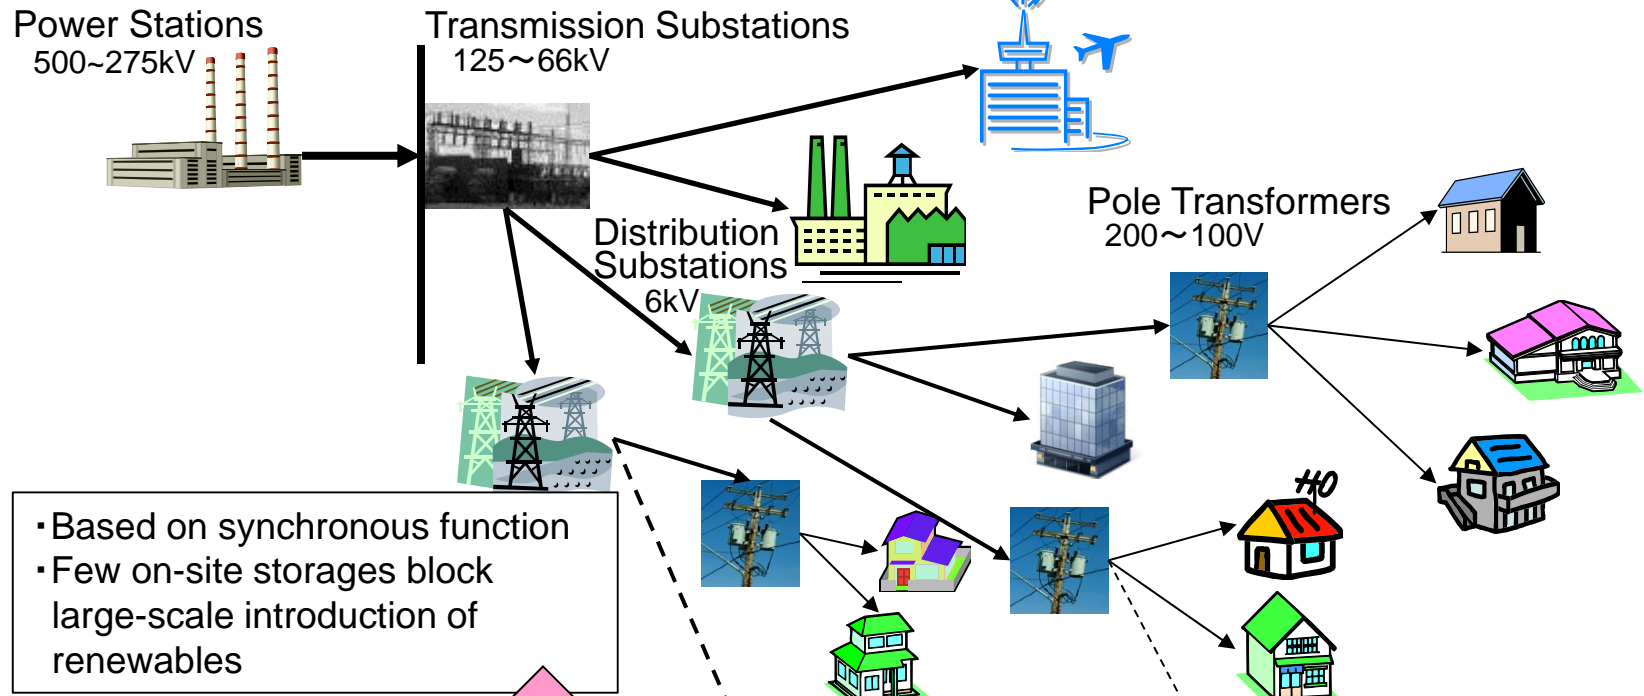 Power Stations
500~275kV
Transmission Substations
125～66kV
Distribution
Substations
6kV
Pole Transformers
200～100V
・Based on synchronous function
・Few on-site storages block
large-scale introduction of
renewables